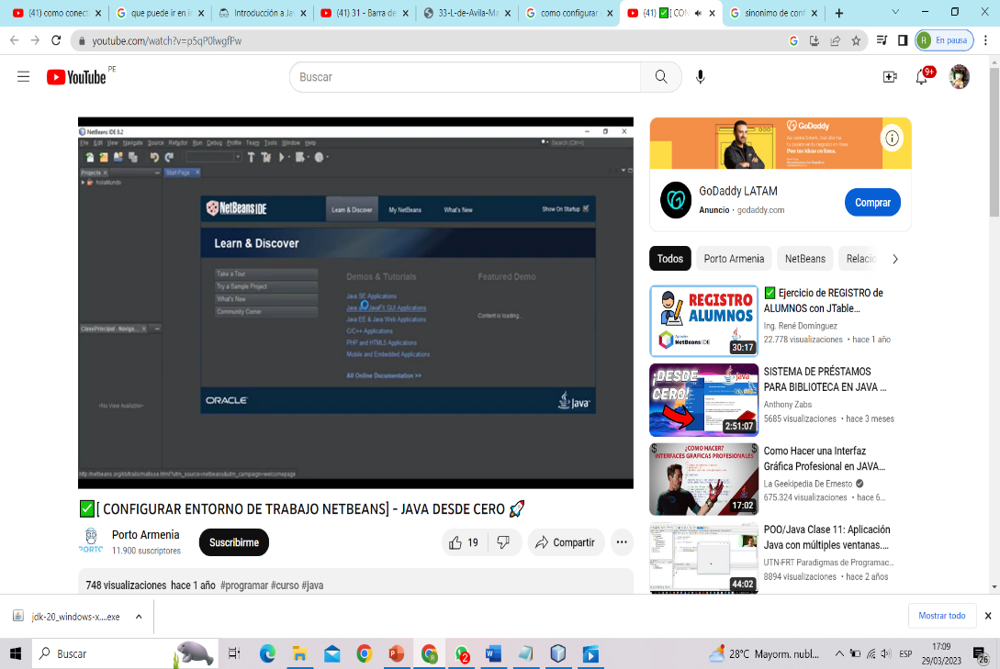 (41) como conect
que puede ir en in
Introducción a Ja
(41) 31 - Barra de
33-L-de-Avila-Ma
como configurar
(41) ✅[ CON
sinonimo de conf
youtube.com/watch?v=p5qP0lwgfPw
R
En pausa
YouTube PE
Buscar
9+
NetBeans IDE 8.2
File Edit View Navigate Source Refactor Run Debug Profile Team Tools Window Help
Search (Ctrl+I)
Projects
Start Page
holaMundo
NetBeans IDE
Learn & Discover
My NetBeans
What's New
Show On Startup
Learn & Discover
Take a Tour
Try a Sample Project
What's New
Community Corner
Demos & Tutorials
Java SE Applications
Java and JavaFX GUI Applications
Java EE & Java Web Applications
C/C++ Applications
PHP and HTML5 Applications
Mobile and Embedded Applications
All Online Documentation >>
Featured Demo
Content is loading...
ClasePrincipal - Naviga...
<No View Available>
ORACLE
Java
✅[ CONFIGURAR ENTORNO DE TRABAJO NETBEANS] - JAVA DESDE CERO 🚀
PORTO
Porto Armenia
11.900 suscriptores
Suscribirme
19
Compartir
748 visualizaciones hace 1 año #programar #curso #java
GoDaddy
GoDaddy LATAM
Anuncio · godaddy.com
Comprar
Todos
Porto Armenia
NetBeans
Relacio
REGISTRO
ALUMNOS
NetBeans IDE
30:17
✅ Ejercicio de REGISTRO de
ALUMNOS con JTable...
Ing. René Domínguez
22.778 visualizaciones • hace 1 año
¡DESDE
CERO!
Java
2:51:07
SISTEMA DE PRÉSTAMOS
PARA BIBLIOTECA EN JAVA ...
Anthony Zabs
5685 visualizaciones • hace 3 meses
¿COMO HACER?
INTERFACES GRAFICAS PROFESIONALES
17:02
Como Hacer una Interfaz
Gráfica Profesional en JAVA...
La Geekipedia De Ernesto
675.324 visualizaciones • hace 6...
44:02
POO/Java Clase 11: Aplicación
Java con múltiples ventanas....
UTN-FRT Paradigmas de Programac...
8894 visualizaciones • hace 2 años
jdk-20_windows-x....exe
Mostrar todo
Buscar
2
28°C Mayorm. nubl...
ESP
17:09
29/03/2023
26